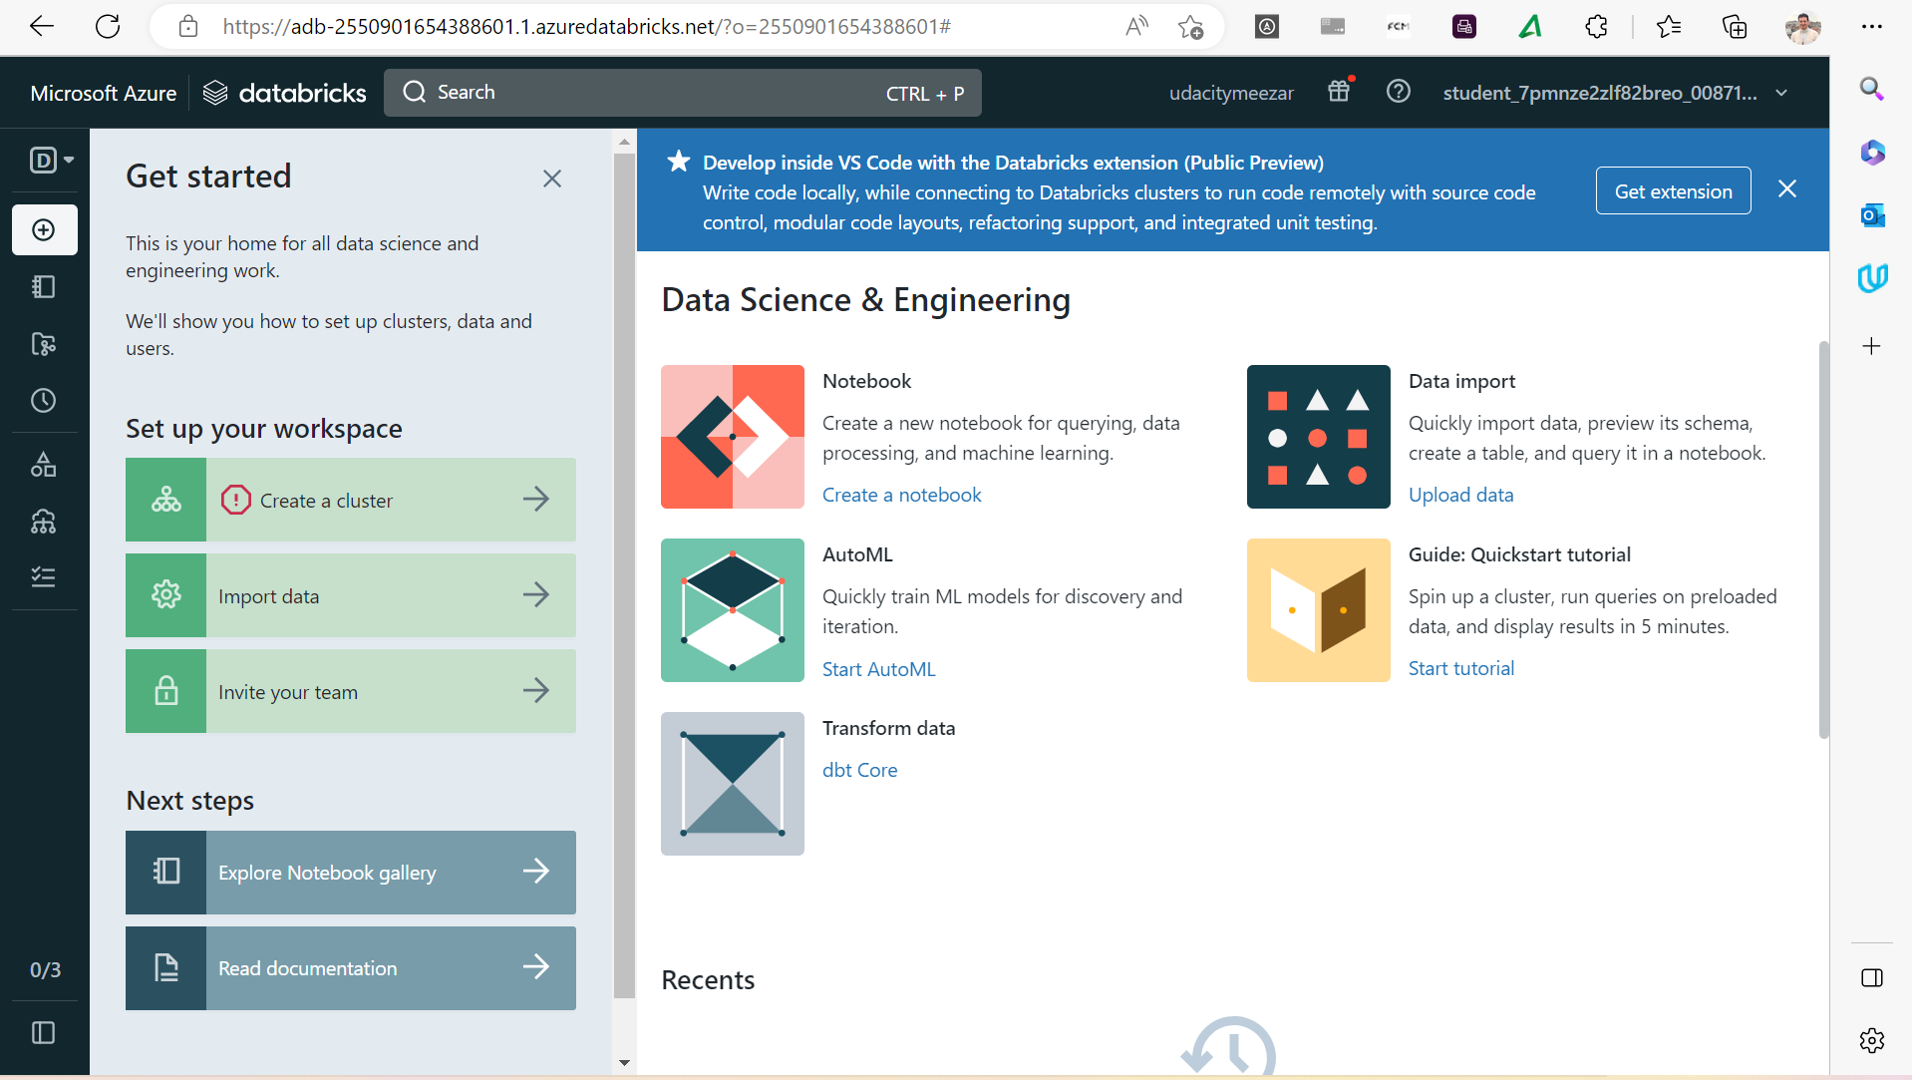 https://adb-2550901654388601.1.azuredatabricks.net/?o=2550901654388601#
FCM
Microsoft Azure
databricks
Search
CTRL + P
udacitymeezar
student_7pmnze2zlf82breo_00871...
D
Get started
This is your home for all data science and
engineering work.
We'll show you how to set up clusters, data and
users.
Set up your workspace
Create a cluster
Import data
Invite your team
Next steps
Explore Notebook gallery
Read documentation
0/3
Develop inside VS Code with the Databricks extension (Public Preview)
Write code locally, while connecting to Databricks clusters to run code remotely with source code
control, modular code layouts, refactoring support, and integrated unit testing.
Get extension
Data Science & Engineering
Notebook
Create a new notebook for querying, data
processing, and machine learning.
Create a notebook
Data import
Quickly import data, preview its schema,
create a table, and query it in a notebook.
Upload data
AutoML
Quickly train ML models for discovery and
iteration.
Start AutoML
Guide: Quickstart tutorial
Spin up a cluster, run queries on preloaded
data, and display results in 5 minutes.
Start tutorial
Transform data
dbt Core
Recents